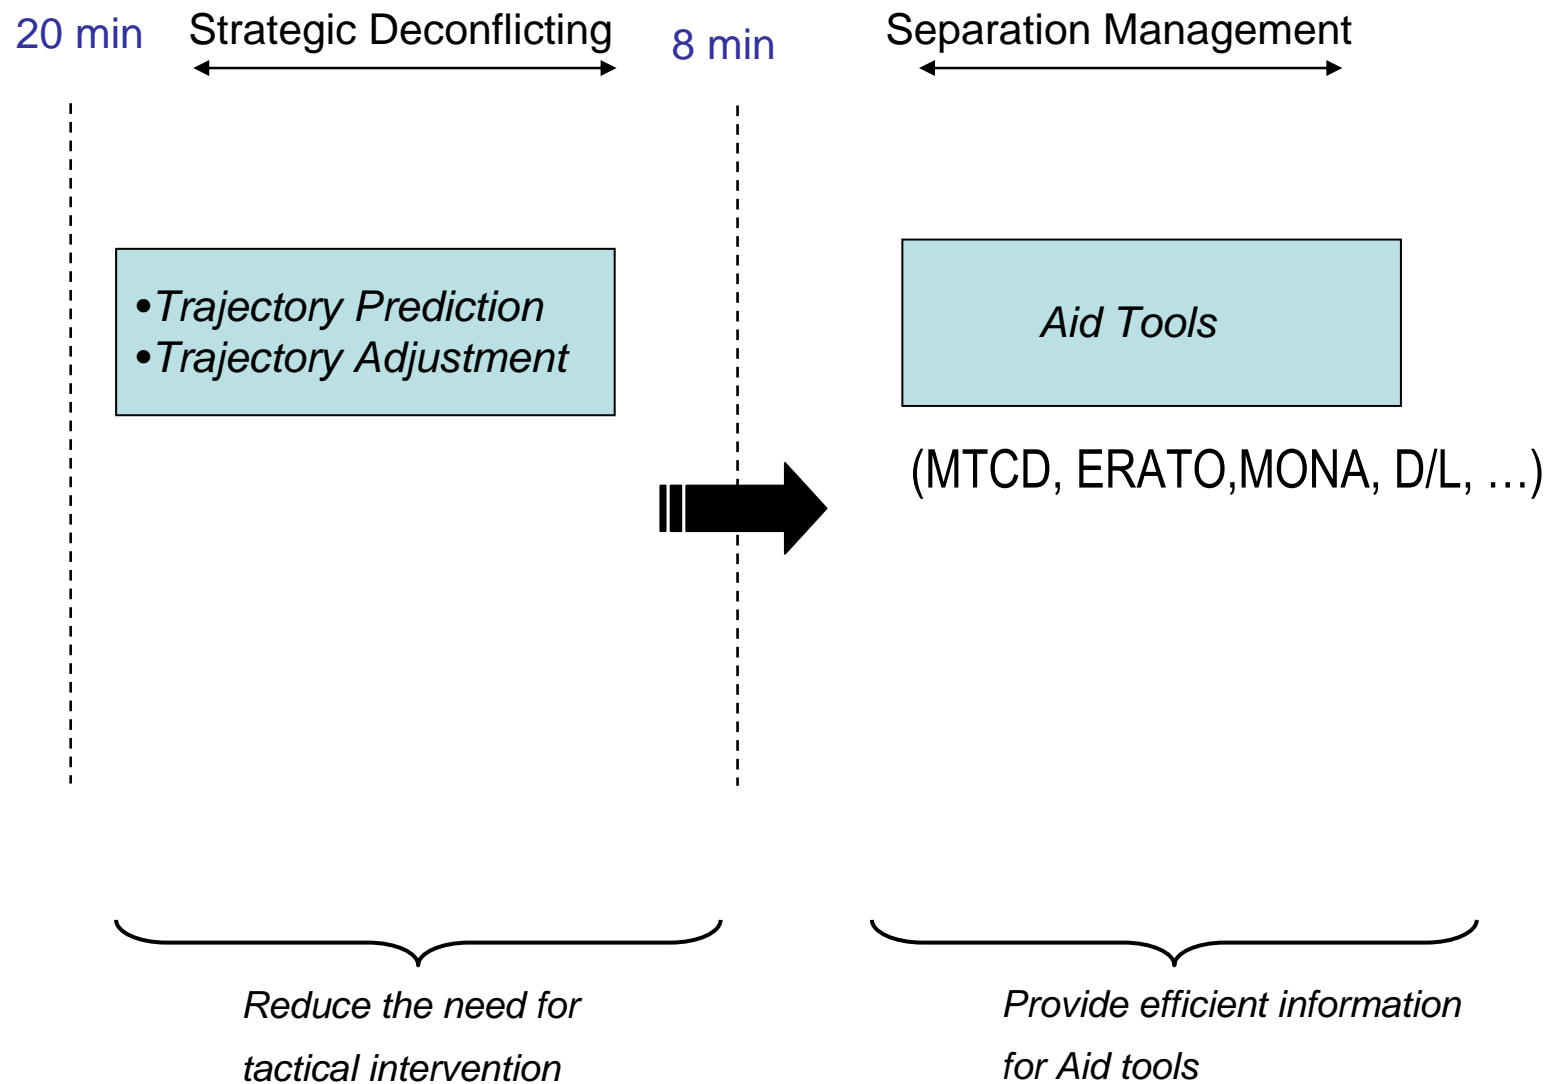 20 min
Strategic Deconflicting
8 min
Separation Management
•Trajectory Prediction
•Trajectory Adjustment
Aid Tools
(MTCD, ERATO,MONA, D/L, …)
Reduce the need for
tactical intervention
Provide efficient information
for Aid tools